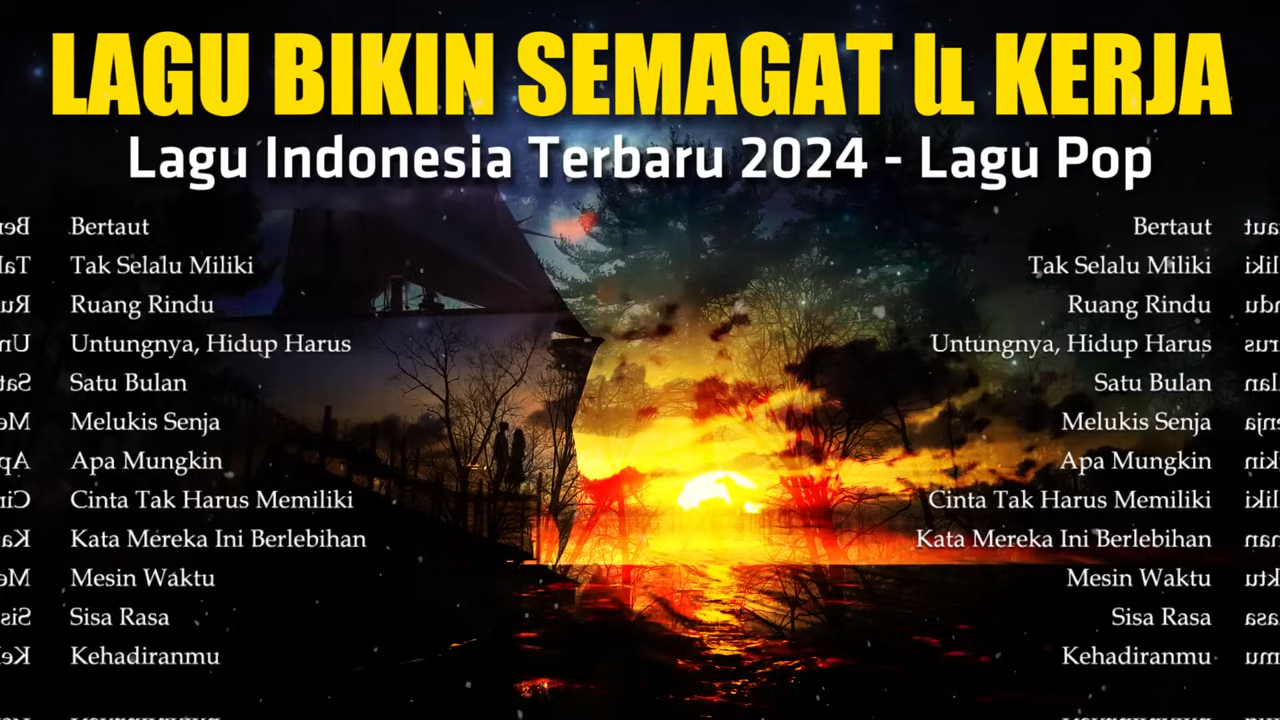 LAGU BIKIN SEMAGAT น KERJA
Lagu Indonesia Terbaru 2024 - Lagu Pop
Bertaut
Tak Selalu Miliki
Ruang Rindu
Untungnya, Hidup Harus
Satu Bulan
Melukis Senja
Apa Mungkin
Cinta Tak Harus Memiliki
Kata Mereka Ini Berlebihan
Mesin Waktu
Sisa Rasa
Kehadiranmu
Bertaut
Tak Selalu Miliki
Ruang Rindu
Untungnya, Hidup Harus
Satu Bulan
Melukis Senja
Apa Mungkin
Cinta Tak Harus Memiliki
Kata Mereka Ini Berlebihan
Mesin Waktu
Sisa Rasa
Kehadiranmu